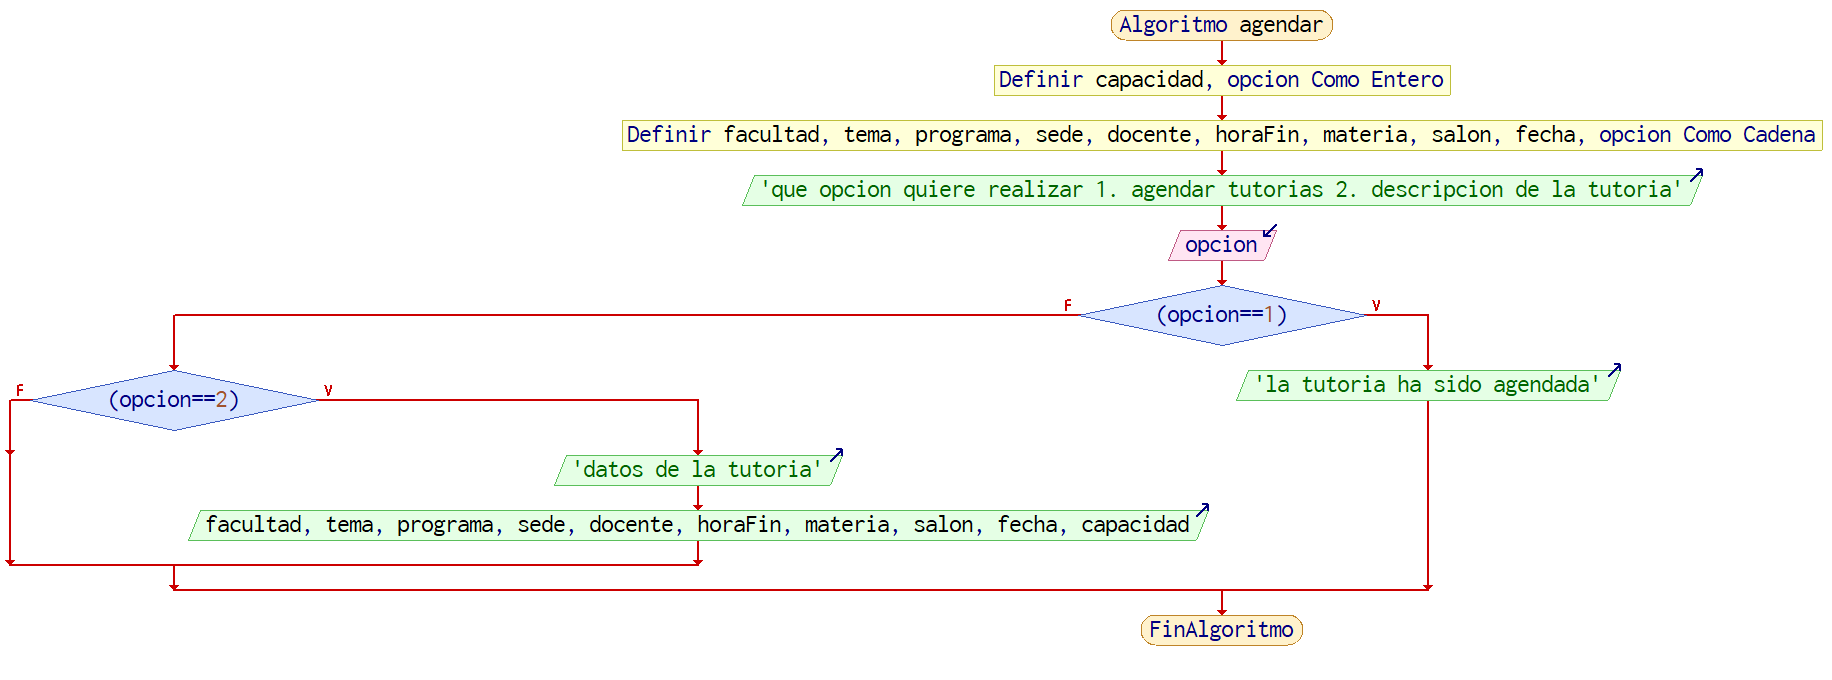 Algoritmo agendar
Definir capacidad, opcion Como Entero
Definir facultad, tema, programa, sede, docente, horaFin, materia, salon, fecha, opcion Como Cadena
'que opcion quiere realizar 1. agendar tutorias 2. descripcion de la tutoria'
opcion
F
(opcion==1)
V
F
(opcion==2)
V
'la tutoria ha sido agendada'
'datos de la tutoria'
facultad, tema, programa, sede, docente, horaFin, materia, salon, fecha, capacidad
FinAlgoritmo